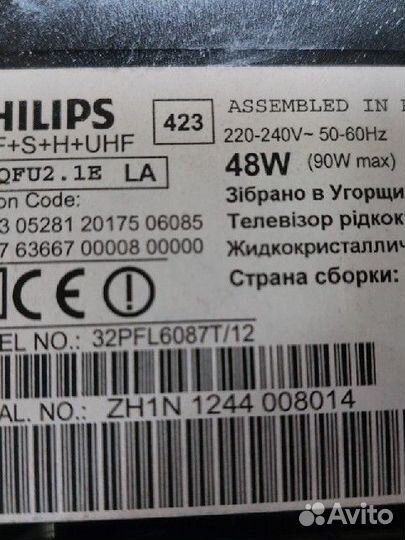 HILIPS 423 ASSEMBLED IN
F+S+H+UHF 220-240V~ 50-60Hz
QFU2.1E LA 48W (90W max)
on Code: Зібрано в Угорщи
3 05281 20175 06085 Телевізор рідкок
7 63667 00008 00000 Жидкокристаллич
CE Страна сборки:
EL NO.: 32PFL6087T/12
AL. NO.: ZH1N 1244 008014
Avito